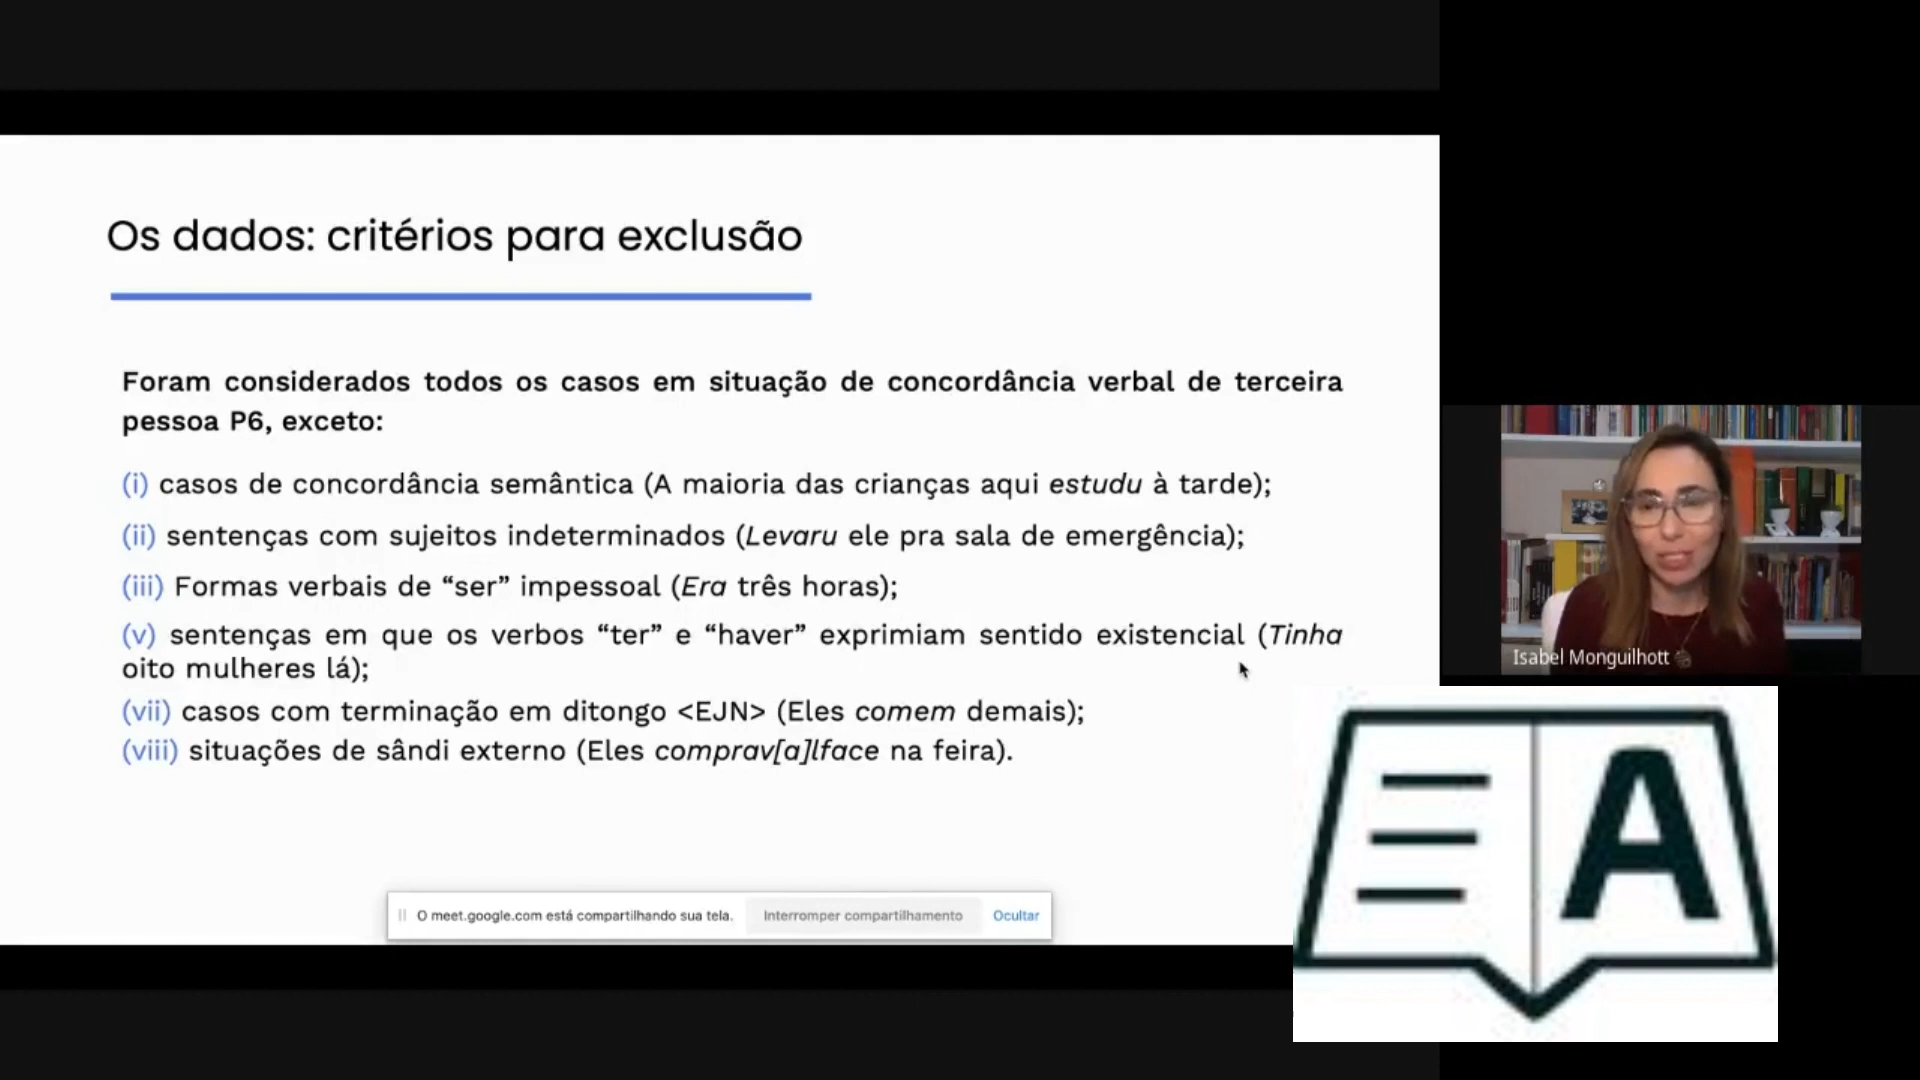 Os dados: critérios para exclusão
Foram considerados todos os casos em situação de concordância verbal de terceira
pessoa P6, exceto:
(i) casos de concordância semântica (A maioria das crianças aqui estudu à tarde);
(ii) sentenças com sujeitos indeterminados (Levaru ele pra sala de emergência);
(iii) Formas verbais de “ser” impessoal (Era três horas);
(v) sentenças em que os verbos “ter” e “haver” exprimiam sentido existencial (Tinha
oito mulheres lá);
(vii) casos com terminação em ditongo <EJN> (Eles comem demais);
(viii) situações de sândi externo (Eles comprav[a]lface na feira).
O meet.google.com está compartilhando sua tela.
Interromper compartilhamento
Ocultar
Isabel Monguilhott
A